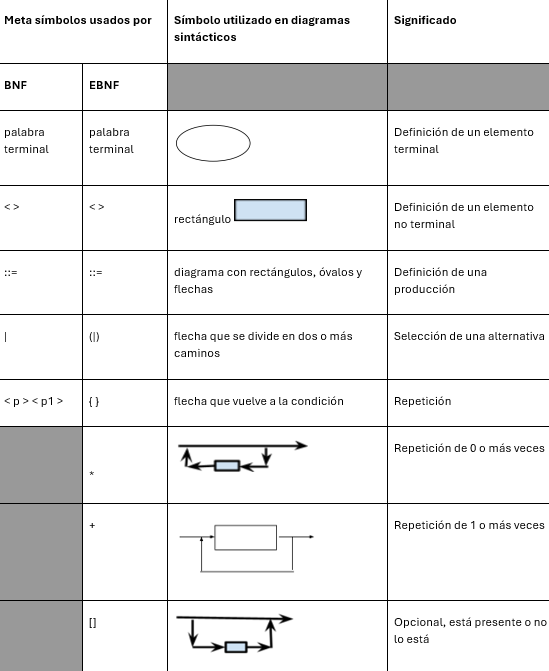 Meta símbolos usados por
Símbolo utilizado en diagramas
sintácticos
Significado
BNF
EBNF
palabra
terminal
palabra
terminal
Definición de un elemento
terminal
< >
< >
rectángulo
Definición de un elemento
no terminal
::=
::=
diagrama con rectángulos, óvalos y
flechas
Definición de una
producción
|
(|)
flecha que se divide en dos o más
caminos
Selección de una alternativa
< p > < p1 >
{ }
flecha que vuelve a la condición
Repetición
*
Repetición de 0 o más veces
+
Repetición de 1 o más veces
[]
Opcional, está presente o no
lo está